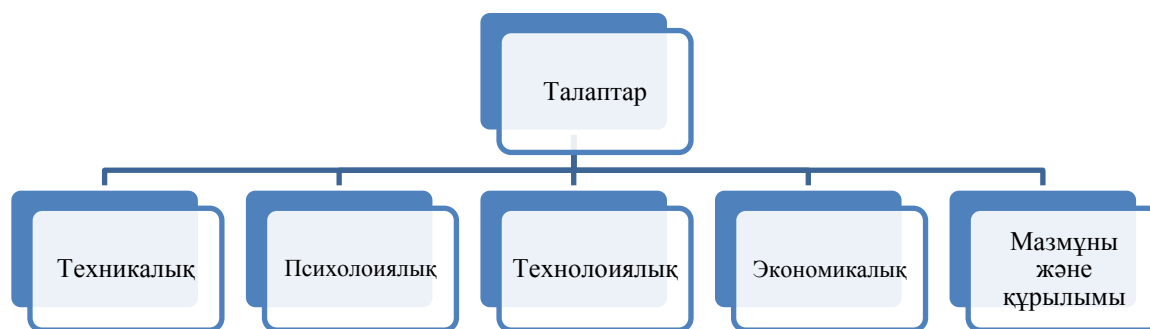 Талаптар
Техникалық
Психолоиялық
Технолоиялық
Экономикалық
Мазмұны
және
құрылымы